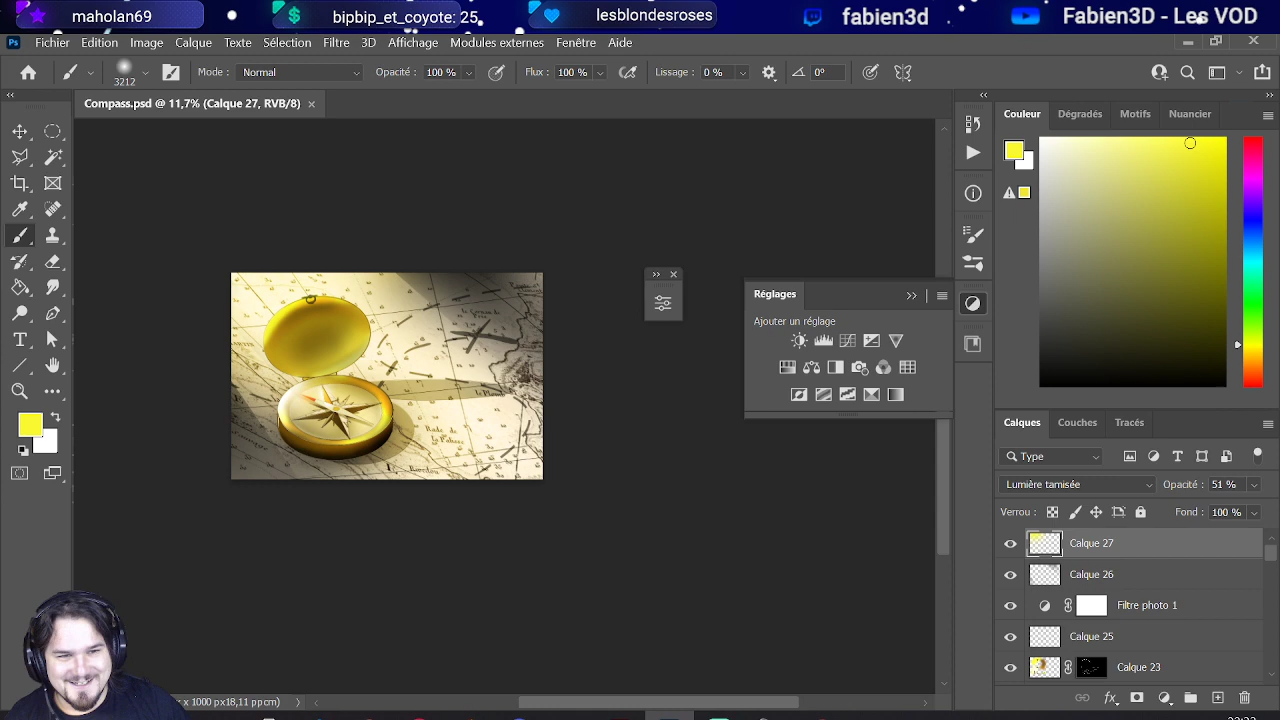 maholan69
bipbip_et_coyote: 25
lesblondesroses
fabien3d
Fabien3D - Les VOD
Ps
Fichier Edition Image Calque Texte Sélection Filtre 3D Affichage Modules externes Fenêtre Aide
3212
Mode : Normal
Opacité : 100 %
Flux : 100 %
Lissage : 0 %
0°
Compass.psd @ 11,7% (Calque 27, RVB/8)
Couleur Dégradés Motifs Nuancier
Réglages
Ajouter un réglage
Calques Couches Tracés
Type
Lumière tamisée
Opacité : 51 %
Verrou :
Fond : 100 %
Calque 27
Calque 26
Filtre photo 1
Calque 25
Calque 23
Rade de
x 1000 px18,11 ppcm)